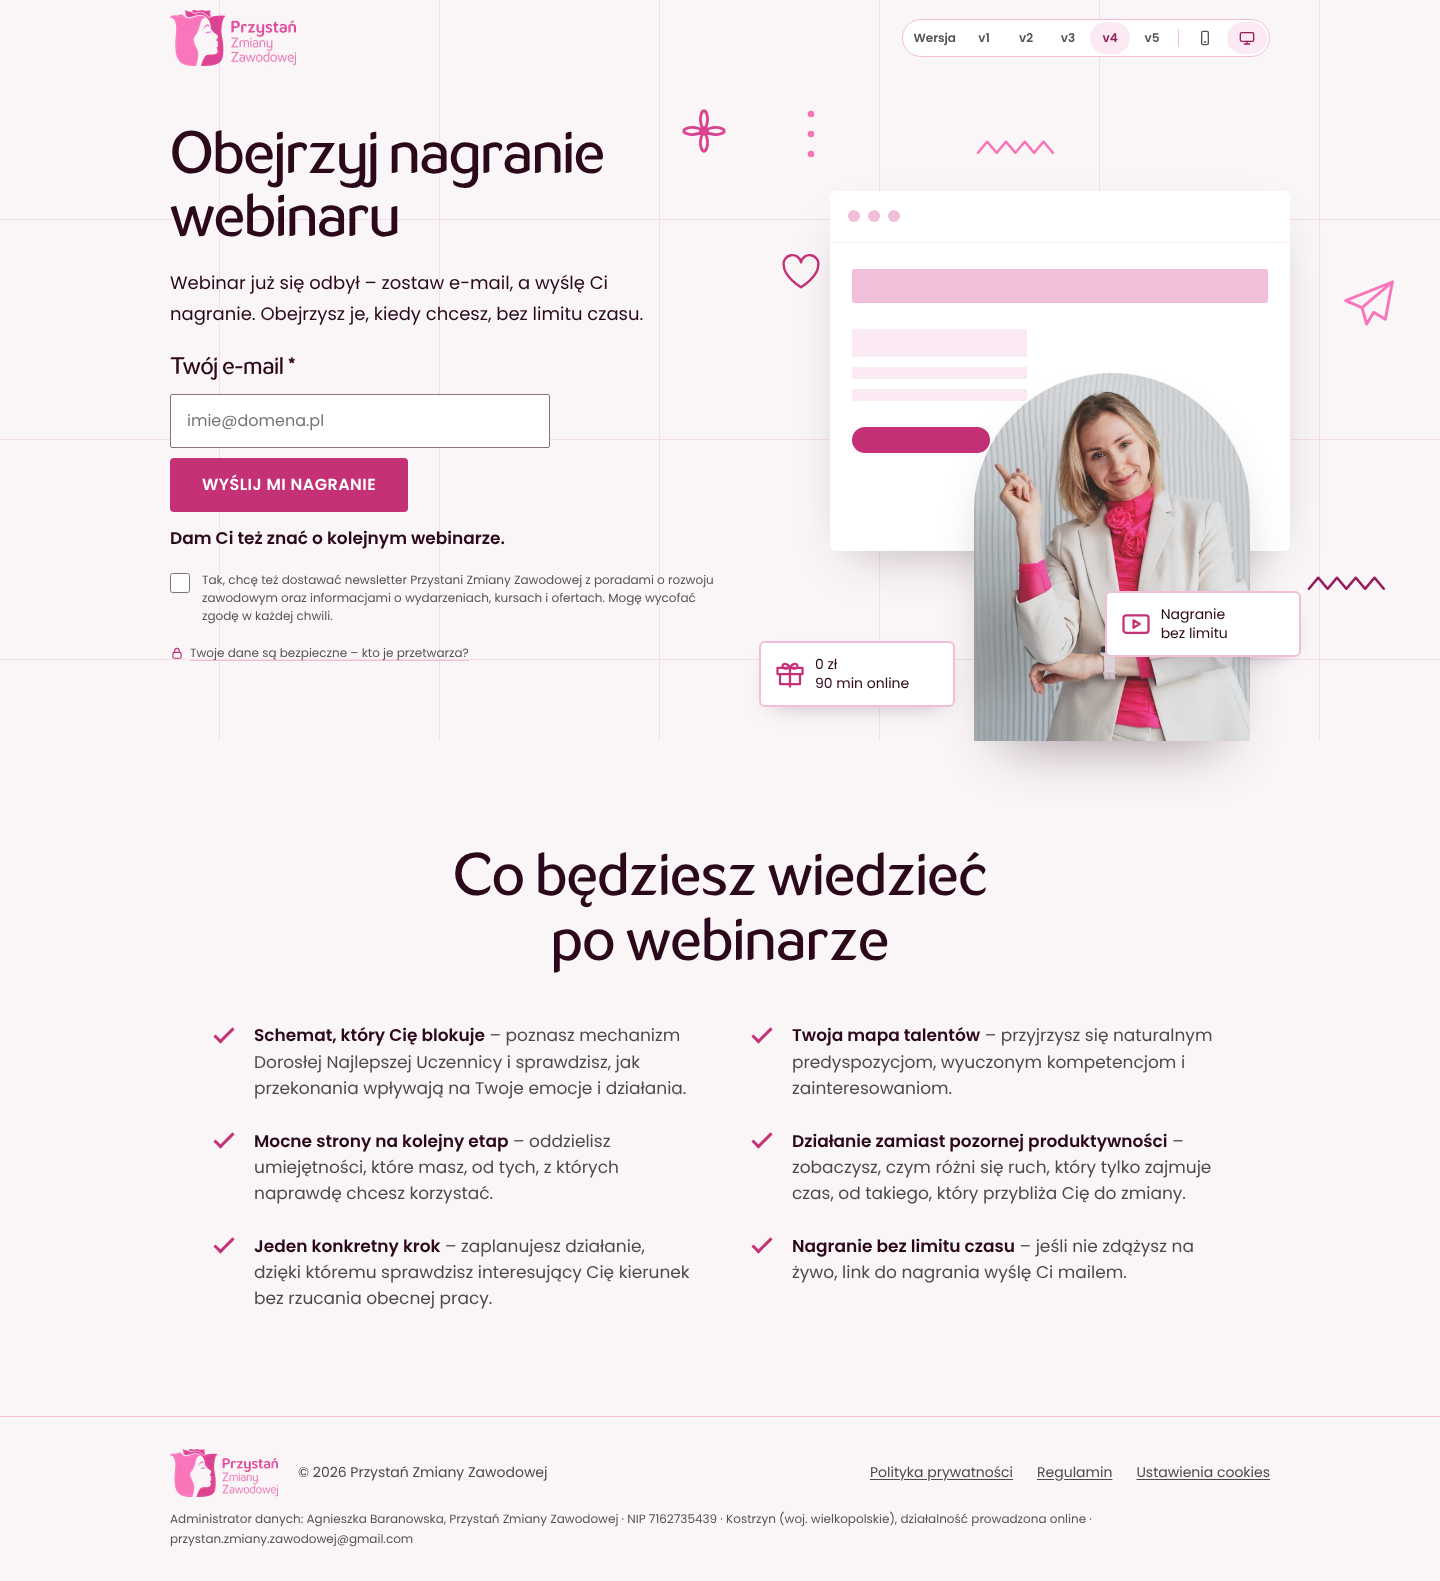 Przystań
Zmiany
Zawodowej
Wersja v1 v2 v3 v4 v5
Obejrzyj nagranie
webinaru
Webinar już się odbył – zostaw e-mail, a wyślę Ci
nagranie. Obejrzysz je, kiedy chcesz, bez limitu czasu.
Twój e-mail *
imie@domena.pl
WYŚLIJ MI NAGRANIE
Dam Ci też znać o kolejnym webinarze.
Tak, chcę też dostawać newsletter Przystani Zmiany Zawodowej z poradami o rozwoju
zawodowym oraz informacjami o wydarzeniach, kursach i ofertach. Mogę wycofać
zgodę w każdej chwili.
Twoje dane są bezpieczne – kto je przetwarza?
Nagranie
bez limitu
0 zł
90 min online
Co będziesz wiedzieć
po webinarze
Schemat, który Cię blokuje – poznasz mechanizm
Dorosłej Najlepszej Uczennicy i sprawdzisz, jak
przekonania wpływają na Twoje emocje i działania.
Twoja mapa talentów – przyjrzysz się naturalnym
predyspozycjom, wyuczonym kompetencjom i
zainteresowaniom.
Mocne strony na kolejny etap – oddzielisz
umiejętności, które masz, od tych, z których
naprawdę chcesz korzystać.
Działanie zamiast pozornej produktywności –
zobaczysz, czym różni się ruch, który tylko zajmuje
czas, od takiego, który przybliża Cię do zmiany.
Jeden konkretny krok – zaplanujesz działanie,
dzięki któremu sprawdzisz interesujący Cię kierunek
bez rzucania obecnej pracy.
Nagranie bez limitu czasu – jeśli nie zdążysz na
żywo, link do nagrania wyślę Ci mailem.
Przystań
Zmiany
Zawodowej
© 2026 Przystań Zmiany Zawodowej
Polityka prywatności Regulamin Ustawienia cookies
Administrator danych: Agnieszka Baranowska, Przystań Zmiany Zawodowej · NIP 7162735439 · Kostrzyn (woj. wielkopolskie), działalność prowadzona online ·
przystan.zmiany.zawodowej@gmail.com